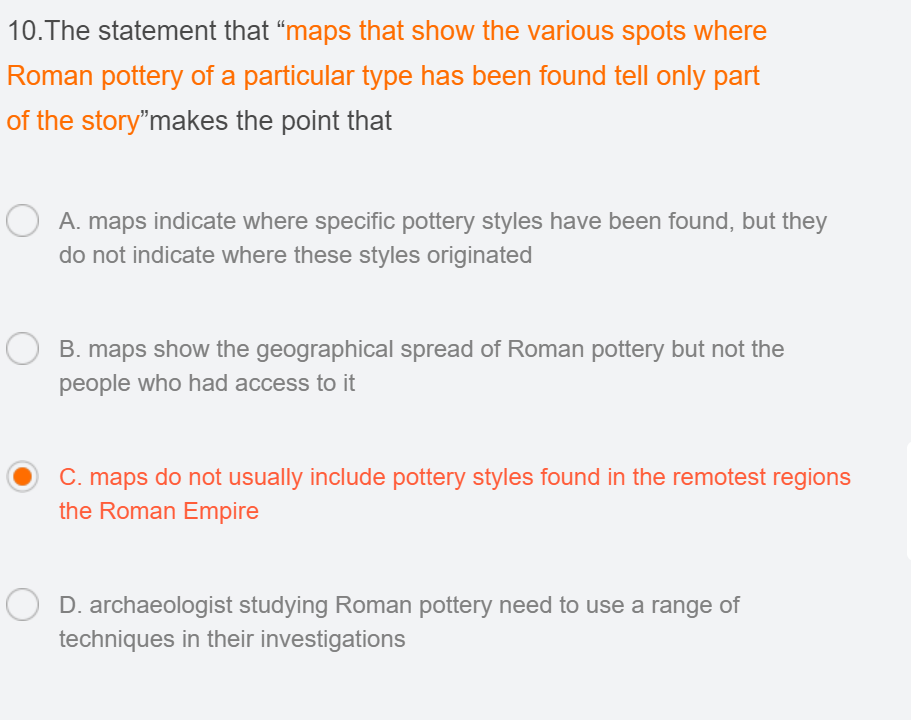 10.The statement that “maps that show the various spots where
Roman pottery of a particular type has been found tell only part
of the story”makes the point that
A. maps indicate where specific pottery styles have been found, but they
do not indicate where these styles originated
B. maps show the geographical spread of Roman pottery but not the
people who had access to it
C. maps do not usually include pottery styles found in the remotest regions
the Roman Empire
D. archaeologist studying Roman pottery need to use a range of
techniques in their investigations